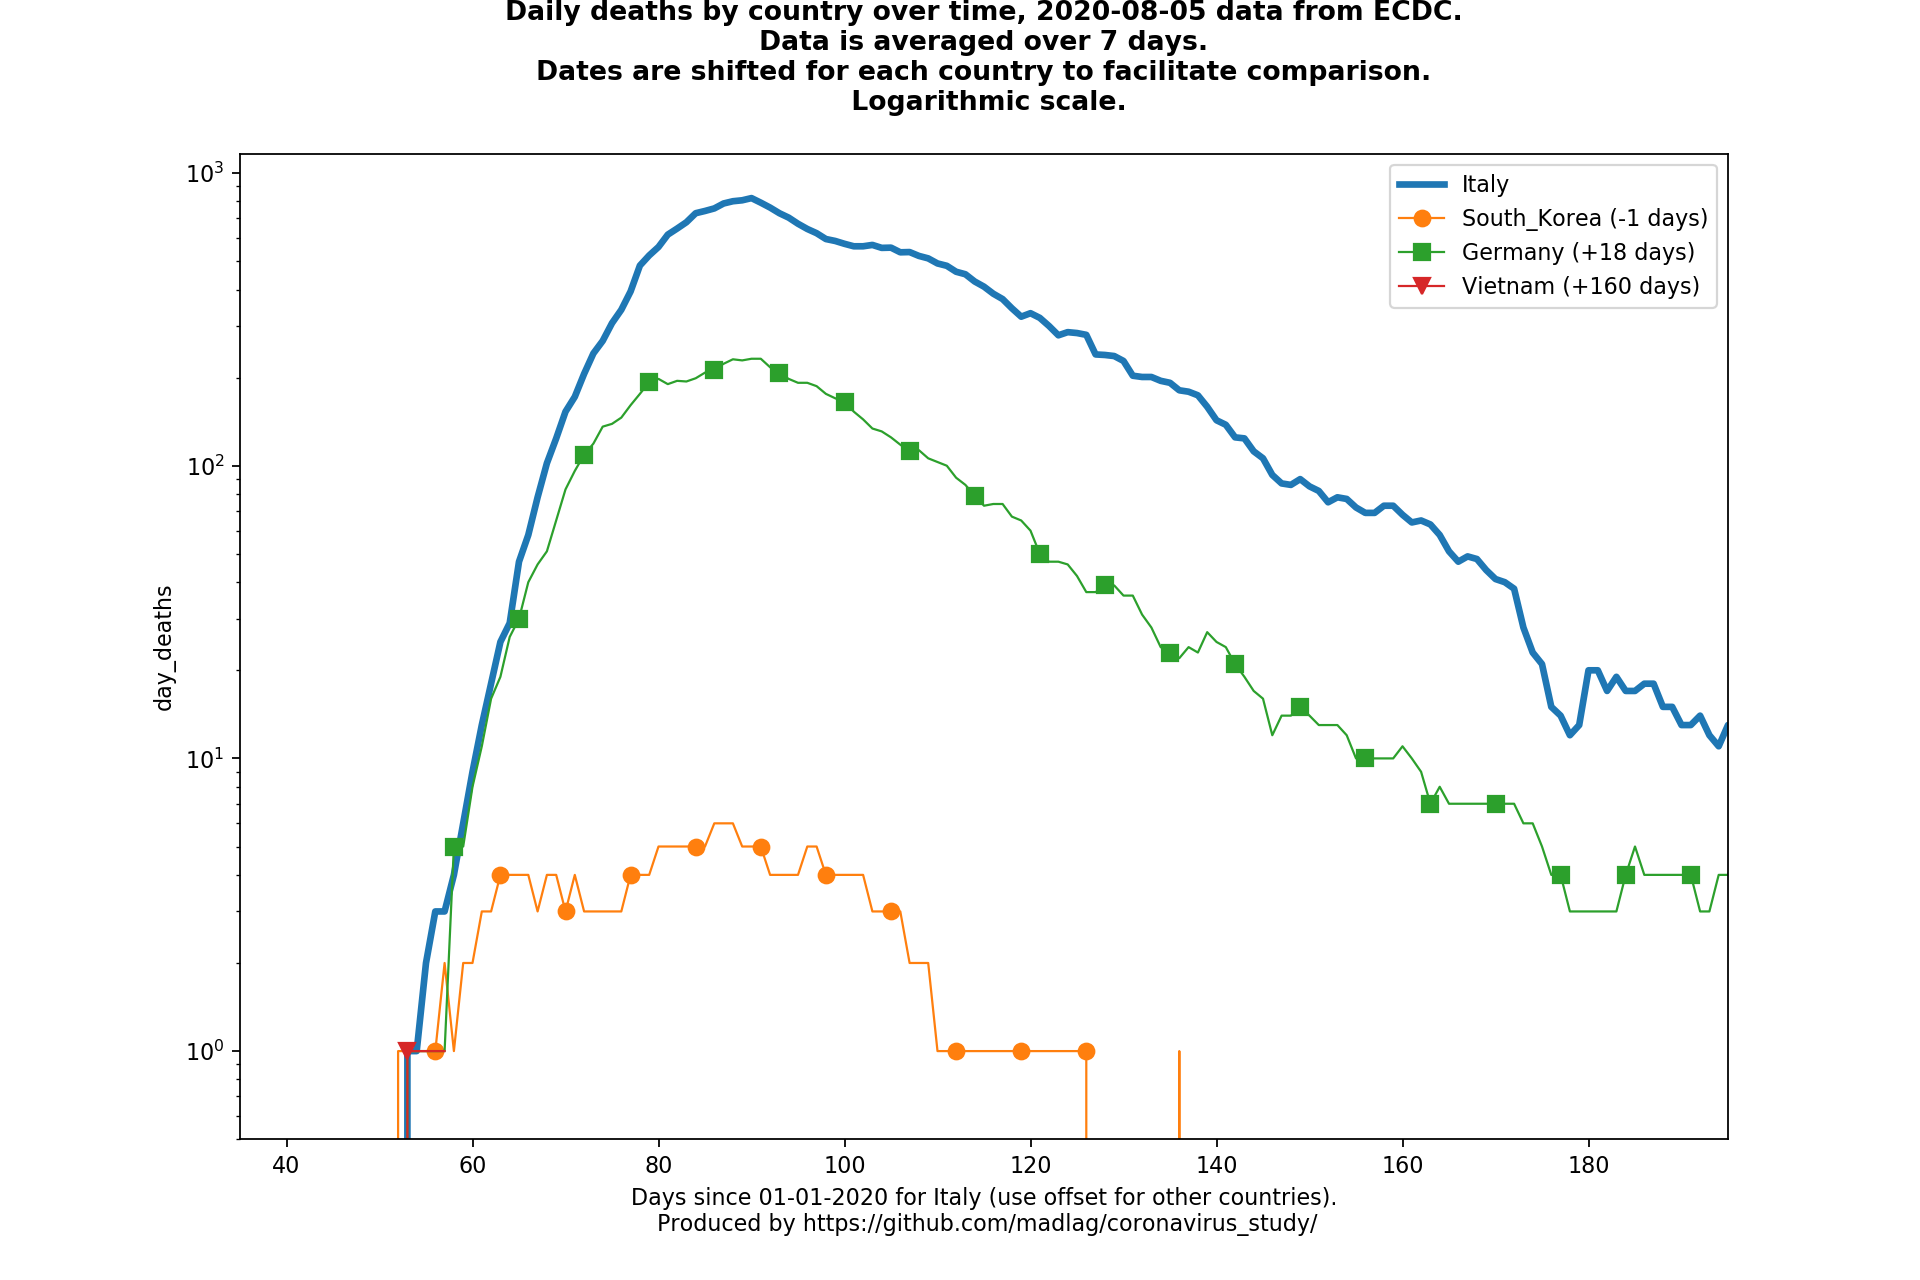 Daily deaths by country over time, 2020-08-05 data from ECDC.
Data is averaged over 7 days.
Dates are shifted for each country to facilitate comparison.
Logarithmic scale.
10³
Italy
South_Korea (-1 days)
Germany (+18 days)
Vietnam (+160 days)
10²
day_deaths
10¹
10⁰
40 60 80 100 120 140 160 180
Days since 01-01-2020 for Italy (use offset for other countries).
Produced by https://github.com/madlag/coronavirus_study/